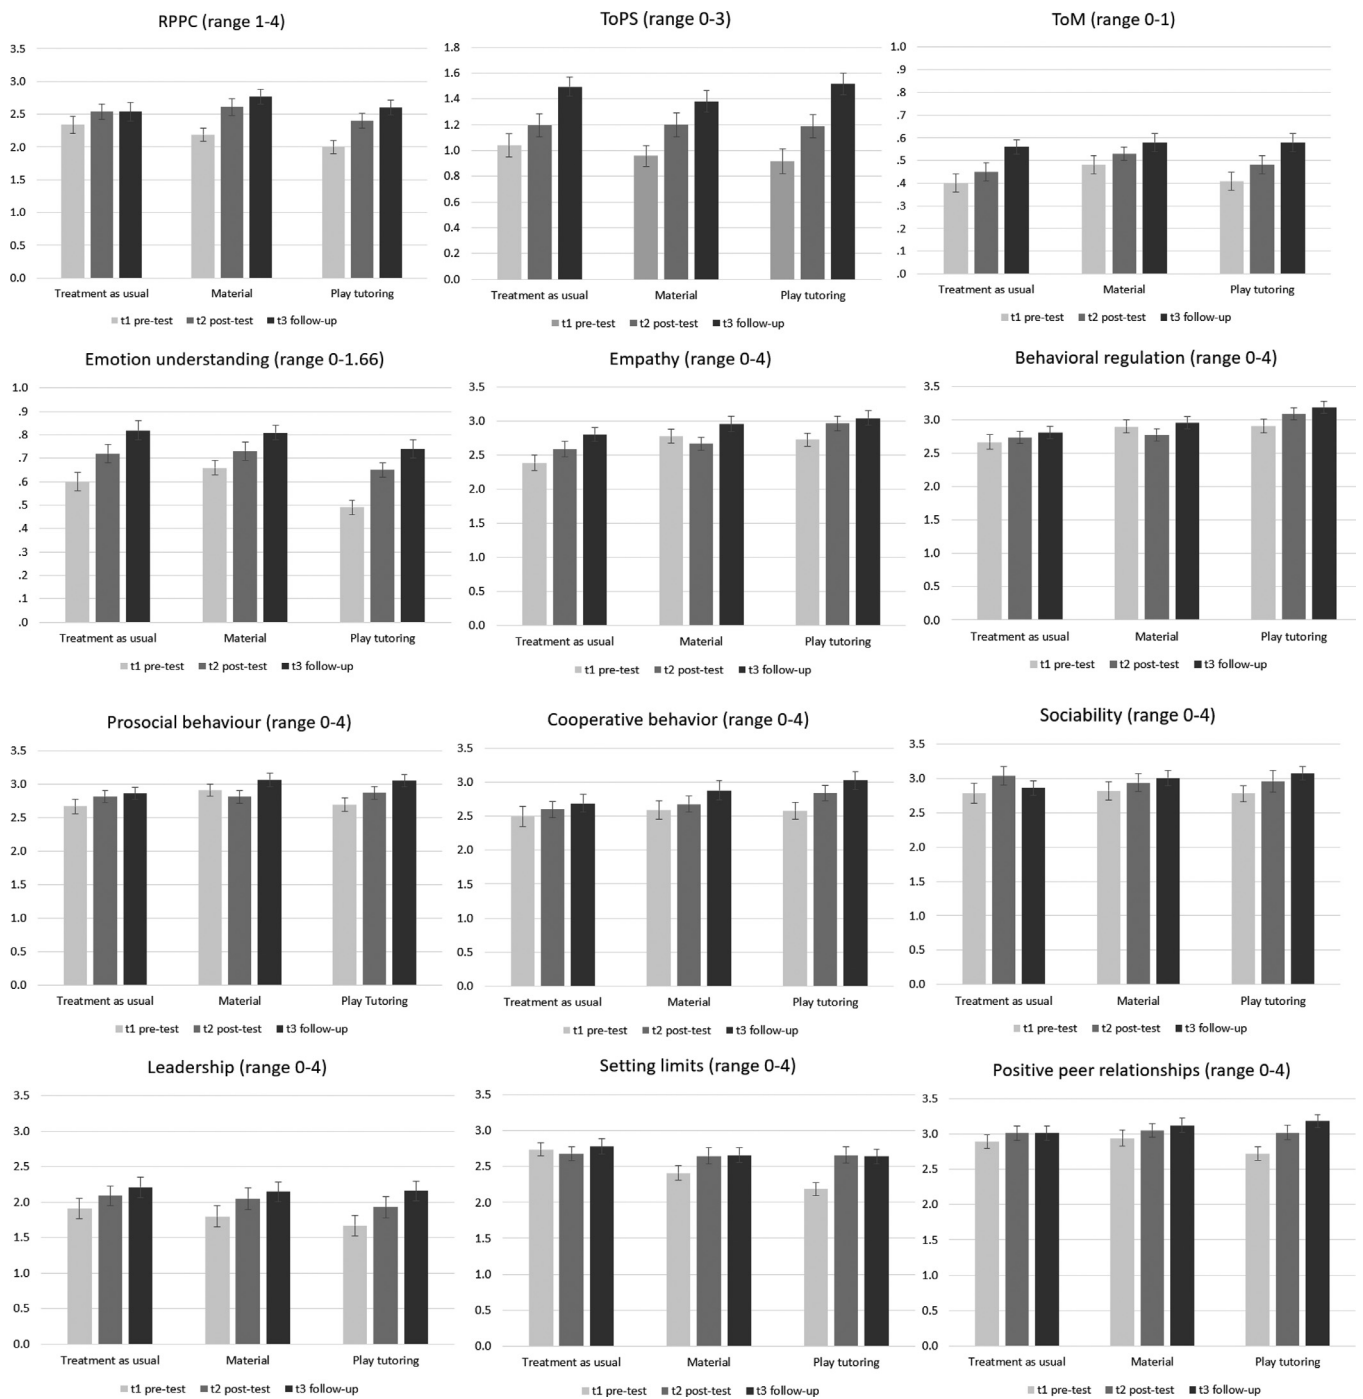 RPPC (range 1-4)
3.5
3.0
2.5
2.0
1.5
1.0
0.5
0.0
Treatment as usual Material Play tutoring
t1 pre-test t2 post-test t3 follow-up
ToPS (range 0-3)
1.8
1.6
1.4
1.2
1.0
0.8
0.6
0.4
0.2
0.0
Treatment as usual Material Play tutoring
t1 pre-test t2 post-test t3 follow-up
ToM (range 0-1)
1.0
.9
.8
.7
.6
.5
.4
.3
.2
.1
.0
Treatment as usual Material Play tutoring
t1 pre-test t2 post-test t3 follow-up
Emotion understanding (range 0-1.66)
1.0
.9
.8
.7
.6
.5
.4
.3
.2
.1
.0
Treatment as usual Material Play tutoring
t1 pre-test t2 post-test t3 follow-up
Empathy (range 0-4)
3.5
3.0
2.5
2.0
1.5
1.0
0.5
0.0
Treatment as usual Material Play tutoring
t1 pre-test t2 post-test t3 follow-up
Behavioral regulation (range 0-4)
3.5
3.0
2.5
2.0
1.5
1.0
0.5
0.0
Treatment as usual Material Play tutoring
t1 pre-test t2 post-test t3 follow-up
Prosocial behaviour (range 0-4)
3.5
3.0
2.5
2.0
1.5
1.0
0.5
0.0
Treatment as usual Material Play Tutoring
t1 pre-test t2 post-test t3 follow-up
Cooperative behavior (range 0-4)
3.5
3.0
2.5
2.0
1.5
1.0
0.5
0.0
Treatment as usual Material Play tutoring
t1 pre-test t2 post-test t3 follow-up
Sociability (range 0-4)
3.5
3.0
2.5
2.0
1.5
1.0
0.5
0.0
Treatment as usual Material Play tutoring
t1 pre-test t2 post-test t3 follow-up
Leadership (range 0-4)
3.5
3.0
2.5
2.0
1.5
1.0
0.5
0.0
Treatment as usual Material Play tutoring
t1 pre-test t2 post-test t3 follow-up
Setting limits (range 0-4)
3.5
3.0
2.5
2.0
1.5
1.0
0.5
0.0
Treatment as usual Material Play tutoring
t1 pre-test t2 post-test t3 follow-up
Positive peer relationships (range 0-4)
3.5
3.0
2.5
2.0
1.5
1.0
0.5
0.0
Treatment as usual Material Play tutoring
t1 pre-test t2 post-test t3 follow-up